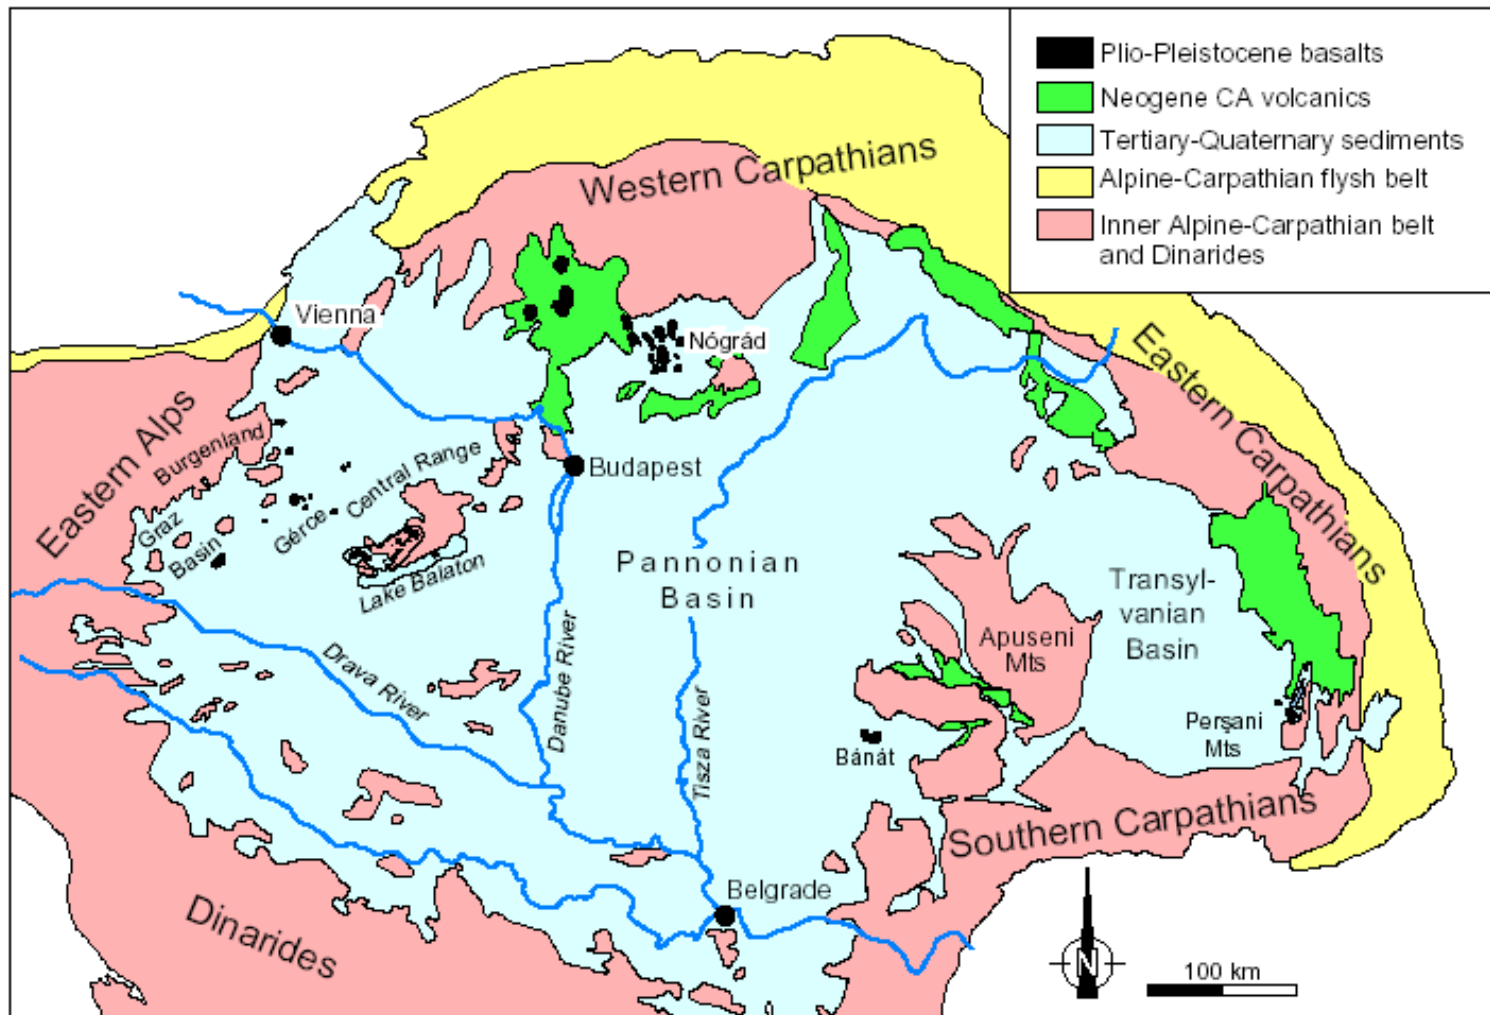 Plio-Pleistocene basalts
Neogene CA volcanics
Tertiary-Quaternary sediments
Alpine-Carpathian flysh belt
Inner Alpine-Carpathian belt
and Dinarides
Western Carpathians
Vienna
Nógrád
Eastern Carpathians
Eastern Alps
Burgenland
Central Range
Budapest
Graz
Basin
Gérce
Lake Balaton
Pannonian
Basin
Transyl-
vanian
Basin
Apuseni
Mts
Drava River
Danube River
Tisza River
Perşani
Mts
Bánát
Southern Carpathians
Belgrade
Dinarides
N
100 km